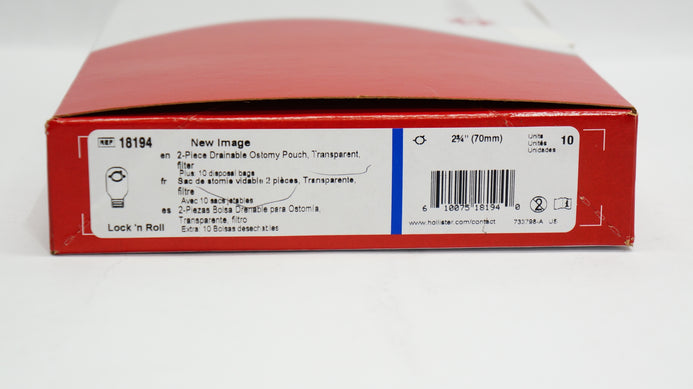 REF 18194
New Image
en 2-Piece Drainable Ostomy Pouch, Transparent,
filter
Plus 10 disposal bags
fr Sac de stomie vidable 2 pièces, Transparente,
filtre
Avec 10 sacs jetables
es 2-Piezas Bolsa Drenable para Ostomía,
Transparente, filtro
Extra: 10 Bolsas desechables
Lock 'n Roll
2¾" (70mm)
Units
Unités
Unidades
10
6 10075 18194 0
2
i
www.hollister.com/contact
733798-A US